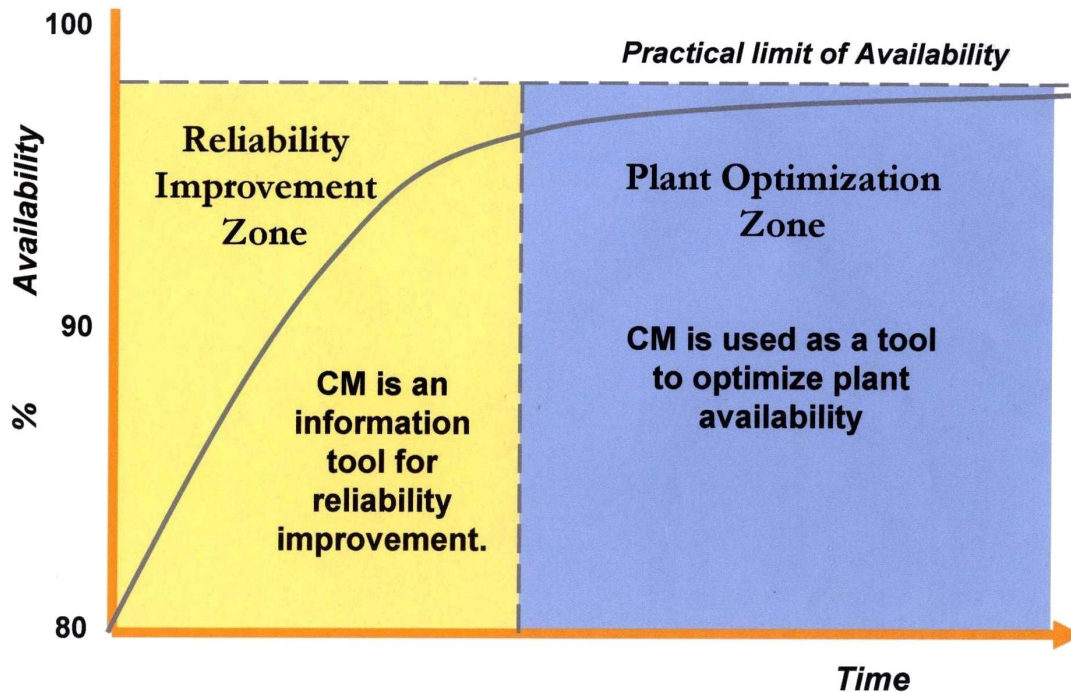 100
Practical limit of Availability
Reliability
Improvement
Zone
Plant Optimization
Zone
% Availability
90
CM is an
information
tool for
reliability
improvement.
CM is used as a tool
to optimize plant
availability
80
Time